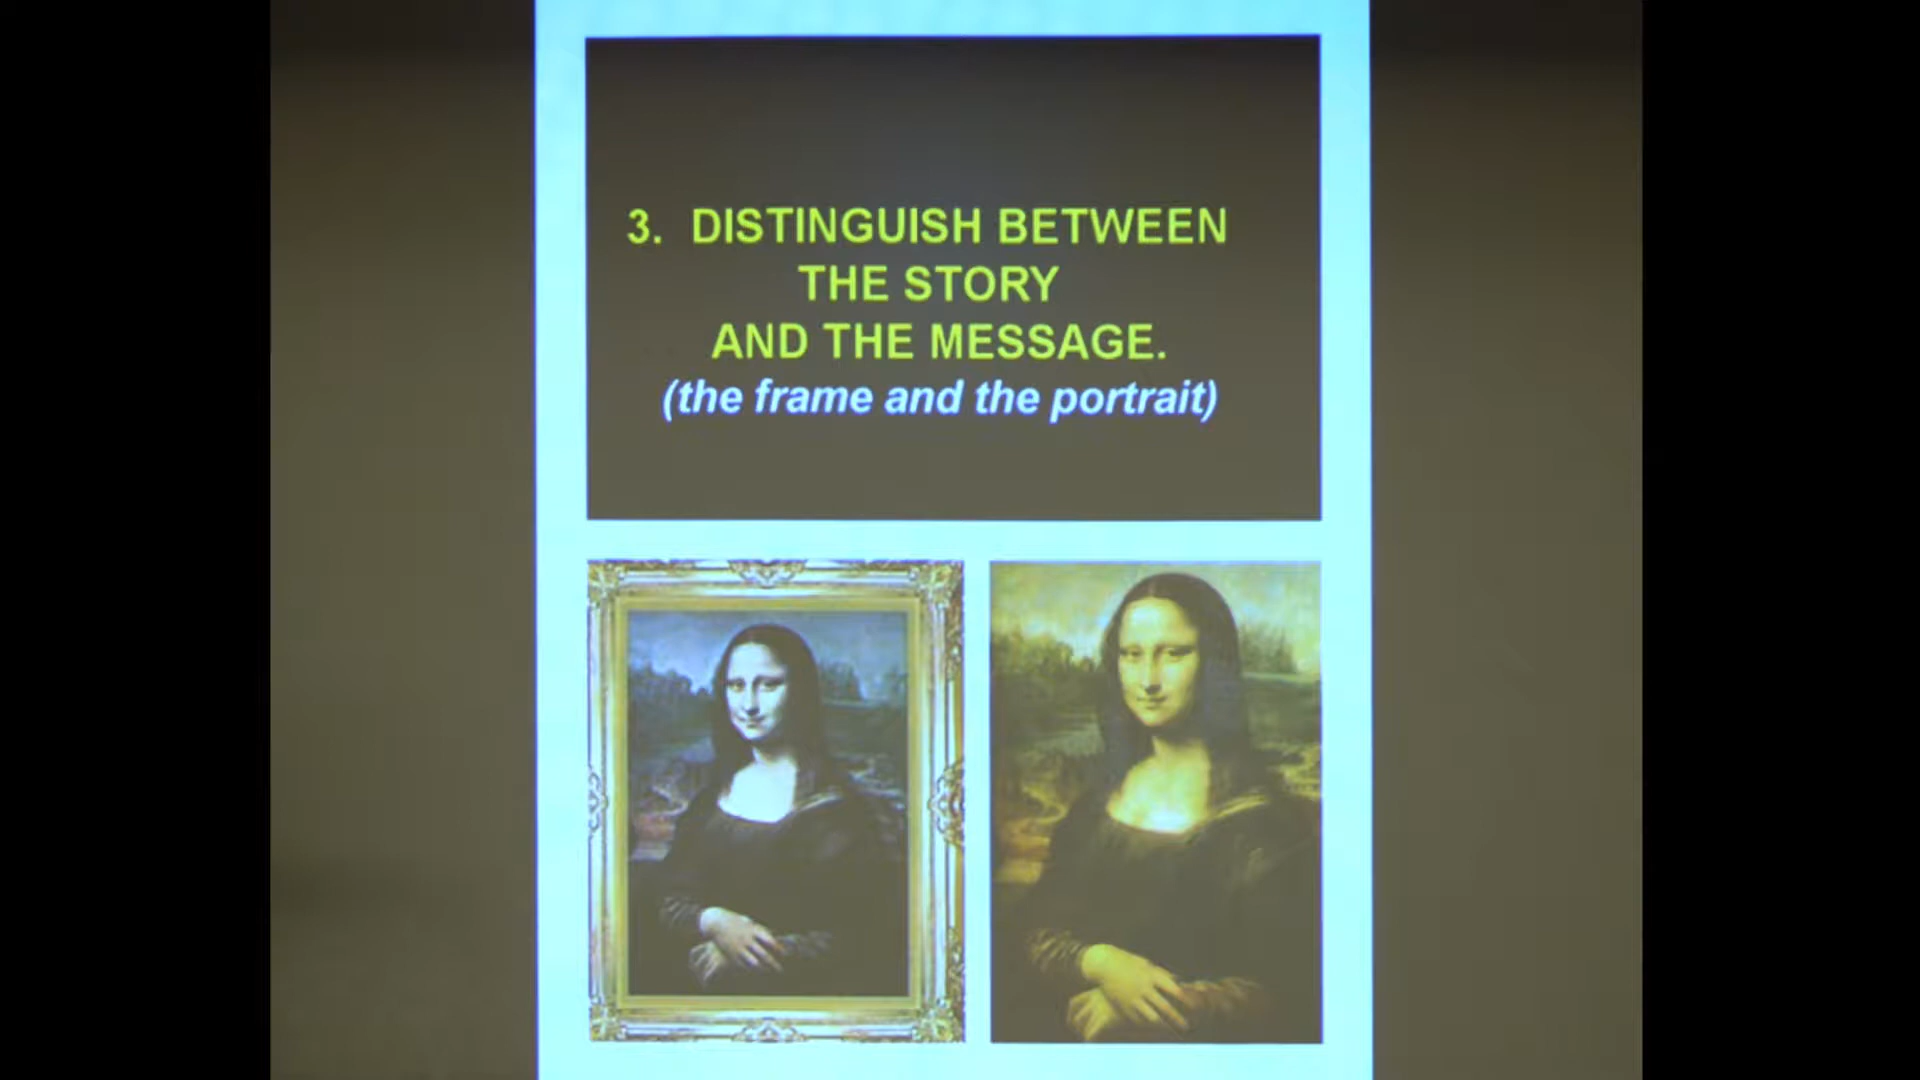 3. DISTINGUISH BETWEEN
THE STORY
AND THE MESSAGE.
(the frame and the portrait)